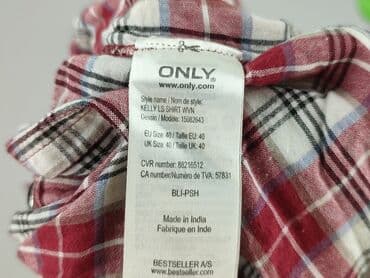 ONLY
www.only.com
Style name / Nom de style:
KELLY LS SHIRT WVN
Design / Modèle: 15082643
EU Size: 40 / Taille EU: 40
UK Size: 40 / Taille UK: 40
CVR number: 88216512
CA number/Numéro de TVA: 57831
BLI-PSH
Made in India
Fabrique en Inde
BESTSELLER A/S
www.bestseller.com